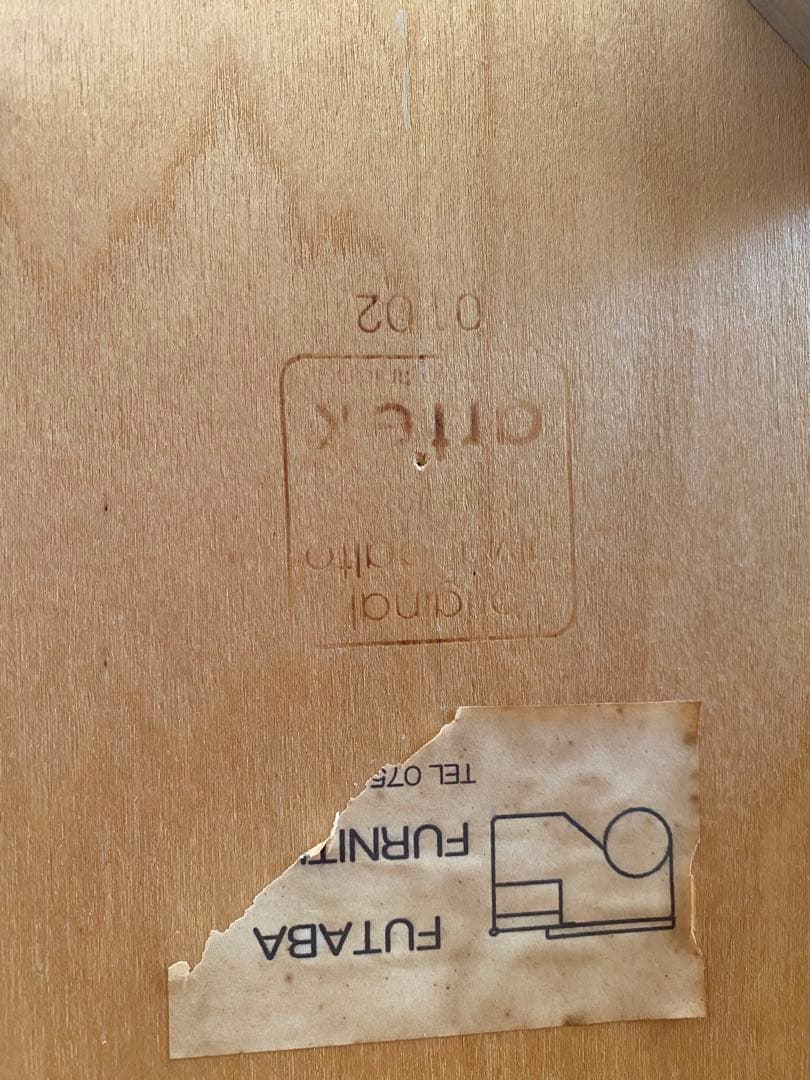 FUTABA
FURNIT
TEL 075
original
alvar aalto
artek
0102